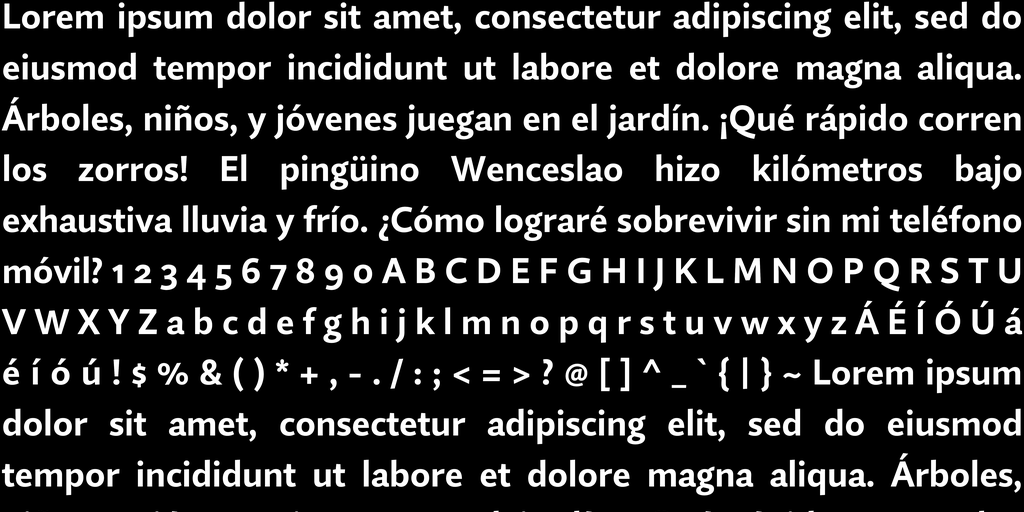 Lorem ipsum dolor sit amet, consectetur adipiscing elit, sed do
eiusmod tempor incididunt ut labore et dolore magna aliqua.
Árboles, niños, y jóvenes juegan en el jardín. ¡Qué rápido corren
los zorros! El pingüino Wenceslao hizo kilómetros bajo
exhaustiva lluvia y frío. ¿Cómo lograré sobrevivir sin mi teléfono
móvil? 1 2 3 4 5 6 7 8 9 0 A B C D E F G H I J K L M N O P Q R S T U
V W X Y Z a b c d e f g h i j k l m n o p q r s t u v w x y z Á É Í Ó Ú á
é í ó ú ! $ % & ( ) * + , - . / : ; < = > ? @ [ ] ^ _ ` { | } ~ Lorem ipsum
dolor sit amet, consectetur adipiscing elit, sed do eiusmod
tempor incididunt ut labore et dolore magna aliqua. Árboles,